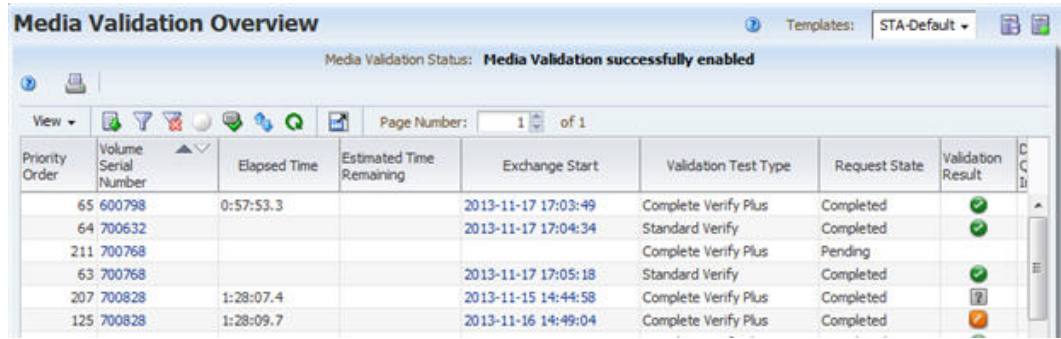 Media Validation Overview
Templates: STA-Default
Media Validation Status: Media Validation successfully enabled
View Page Number: 1 of 1
Priority Order Volume Serial Number Elapsed Time Estimated Time Remaining Exchange Start Validation Test Type Request State Validation Result
65 600798 0:57:53.3 2013-11-17 17:03:49 Complete Verify Plus Completed
64 700632 2013-11-17 17:04:34 Standard Verify Completed
211 700768 Complete Verify Plus Pending
63 700768 2013-11-17 17:05:18 Standard Verify Completed
207 700828 1:28:07.4 2013-11-15 14:44:58 Complete Verify Plus Completed ?
125 700828 1:28:09.7 2013-11-16 14:49:04 Complete Verify Plus Completed